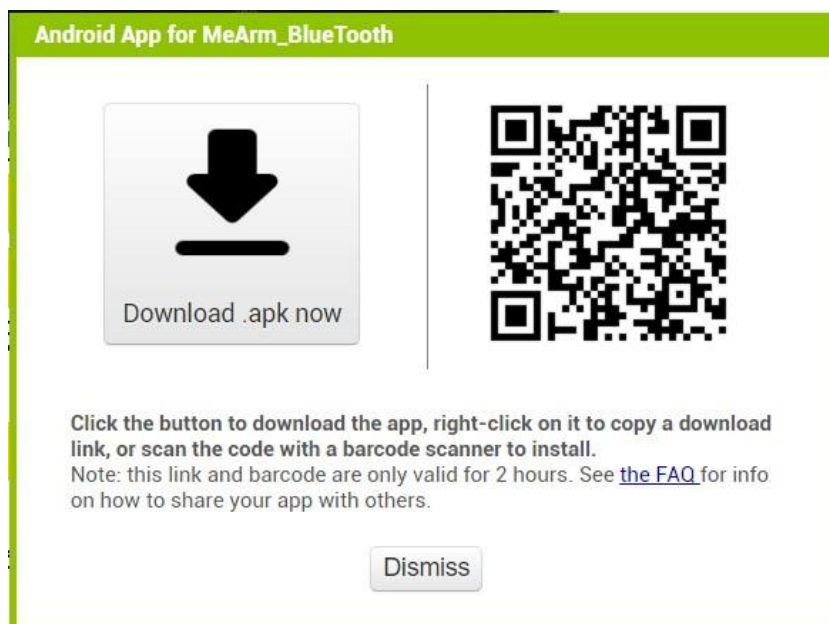 Android App for MeArm_BlueTooth
Download .apk now
Click the button to download the app, right-click on it to copy a download
link, or scan the code with a barcode scanner to install.
Note: this link and barcode are only valid for 2 hours. See the FAQ for info
on how to share your app with others.
Dismiss